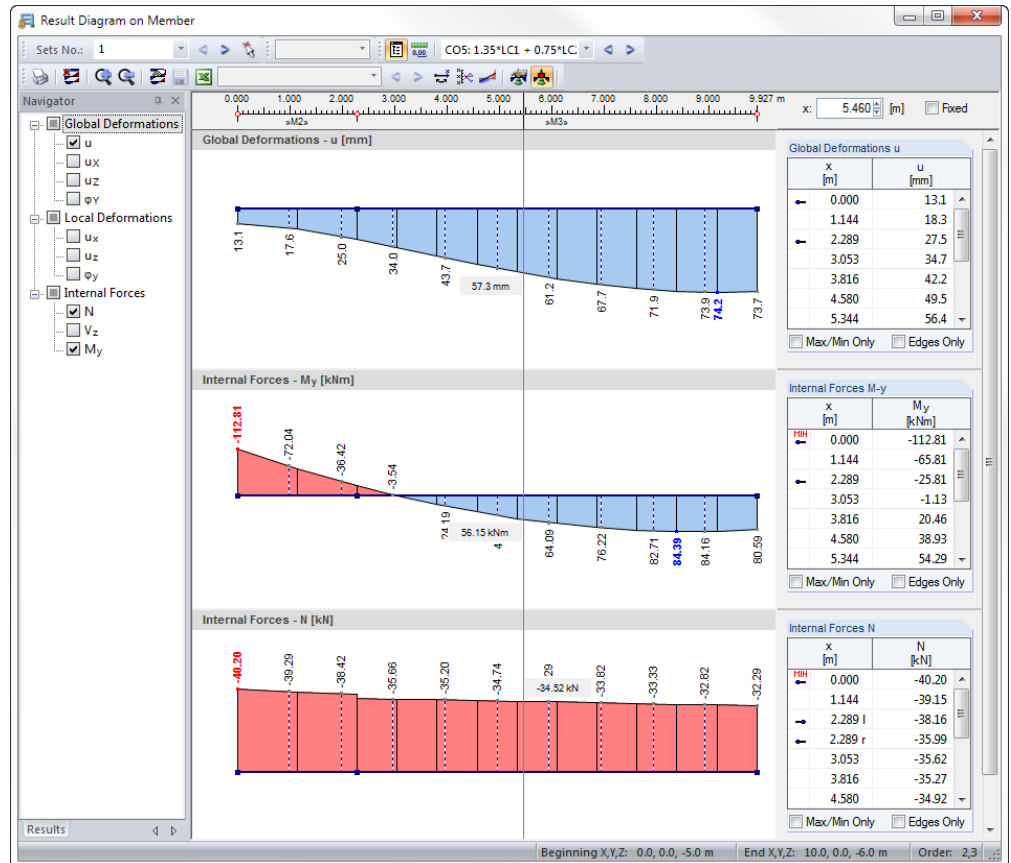 Result Diagram on Member
Sets No.: 1
0.00
CO5: 1.35*LC1 + 0.75*LC2
Navigator
Global Deformations
u
uX
uZ
φY
Local Deformations
ux
uz
φy
Internal Forces
N
Vz
My
Results
0.000 1.000 2.000 3.000 4.000 5.000 6.000 7.000 8.000 9.000 9.927 m
»M2» »M3»
x: 5.460 [m] Fixed
Global Deformations - u [mm]
13.1 17.6 25.0 34.0 43.7 57.3 mm 61.2 67.7 71.9 73.9 74.2 73.7
Global Deformations u
x u
[m] [mm]
0.000 13.1
1.144 18.3
2.289 27.5
3.053 34.7
3.816 42.2
4.580 49.5
5.344 56.4
Max/Min Only Edges Only
Internal Forces - My [kNm]
-112.81 -72.04 -36.42 -3.54 24.19 4 56.15 kNm 64.09 76.22 82.71 84.39 84.16 80.59
Internal Forces M-y
x My
[m] [kNm]
MIN 0.000 -112.81
1.144 -65.81
2.289 -25.81
3.053 -1.13
3.816 20.46
4.580 38.93
5.344 54.29
Max/Min Only Edges Only
Internal Forces - N [kN]
-40.20 -39.29 -38.42 -35.66 -35.20 -34.74 -34.52 kN 29 -33.82 -33.33 -32.82 -32.29
Internal Forces N
x N
[m] [kN]
MIN 0.000 -40.20
1.144 -39.15
2.289 l -38.16
2.289 r -35.99
3.053 -35.62
3.816 -35.27
4.580 -34.92
Max/Min Only Edges Only
Beginning X,Y,Z: 0.0, 0.0, -5.0 m End X,Y,Z: 10.0, 0.0, -6.0 m Order: 2,3